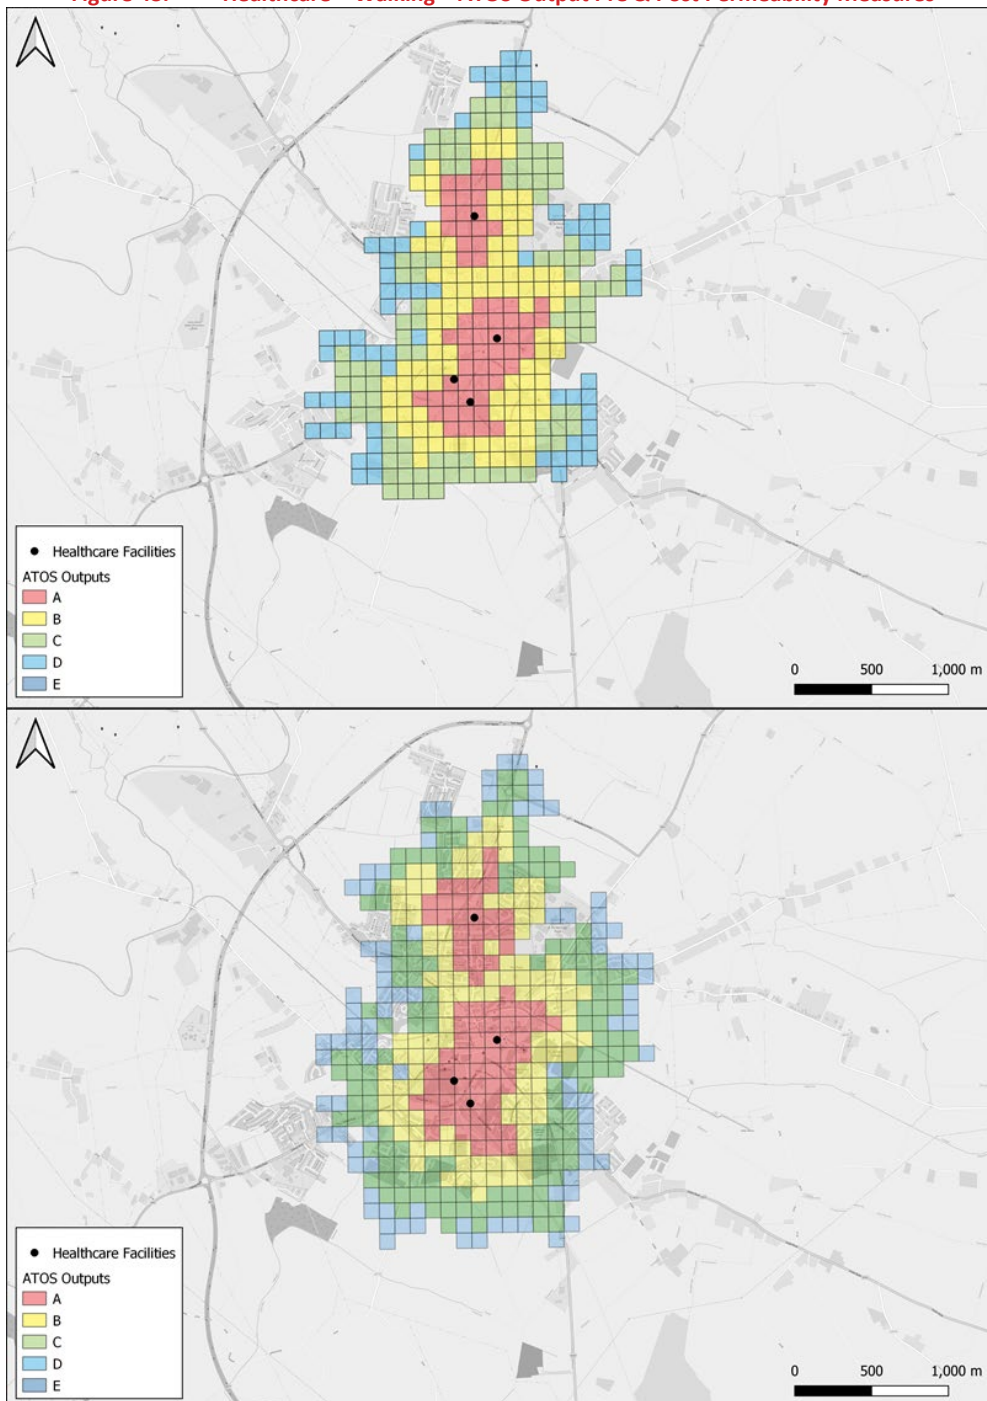 Healthcare – Walking – ATOS Output Pre & Post Permeability Measures
Healthcare Facilities
ATOS Outputs
A
B
C
D
E
0 500 1,000 m
Healthcare Facilities
ATOS Outputs
A
B
C
D
E
0 500 1,000 m